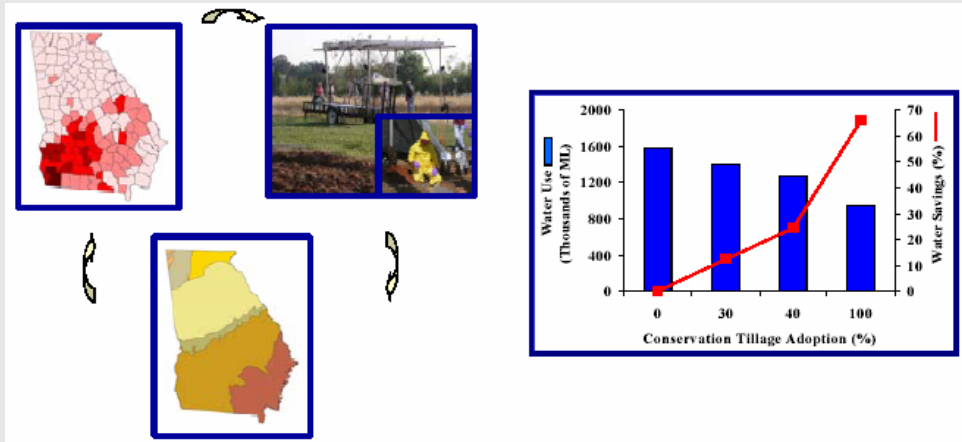 2000
1600
1200
800
400
0
Water Use
(Thousands of ML)
70
60
50
40
30
20
10
0
Water Savings (%)
0 30 40 100
Conservation Tillage Adoption (%)